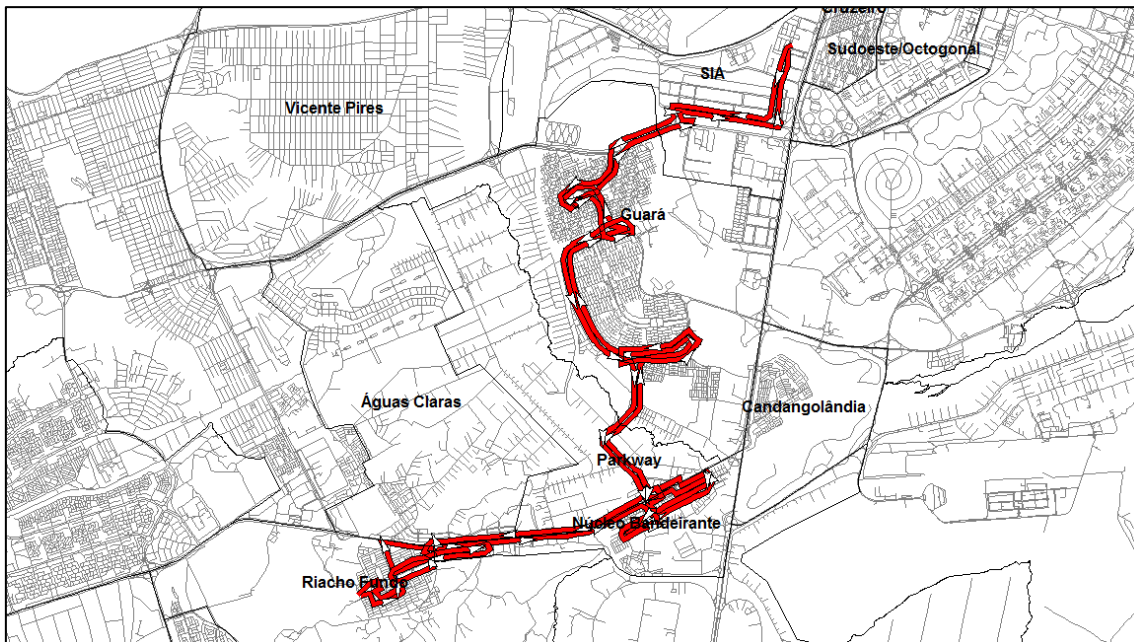 Cruzeiro
Sudoeste/Octogonal
SIA
Vicente Pires
Guará
Águas Claras
Candangolândia
Parkway
Núcleo Bandeirante
Riacho Fundo